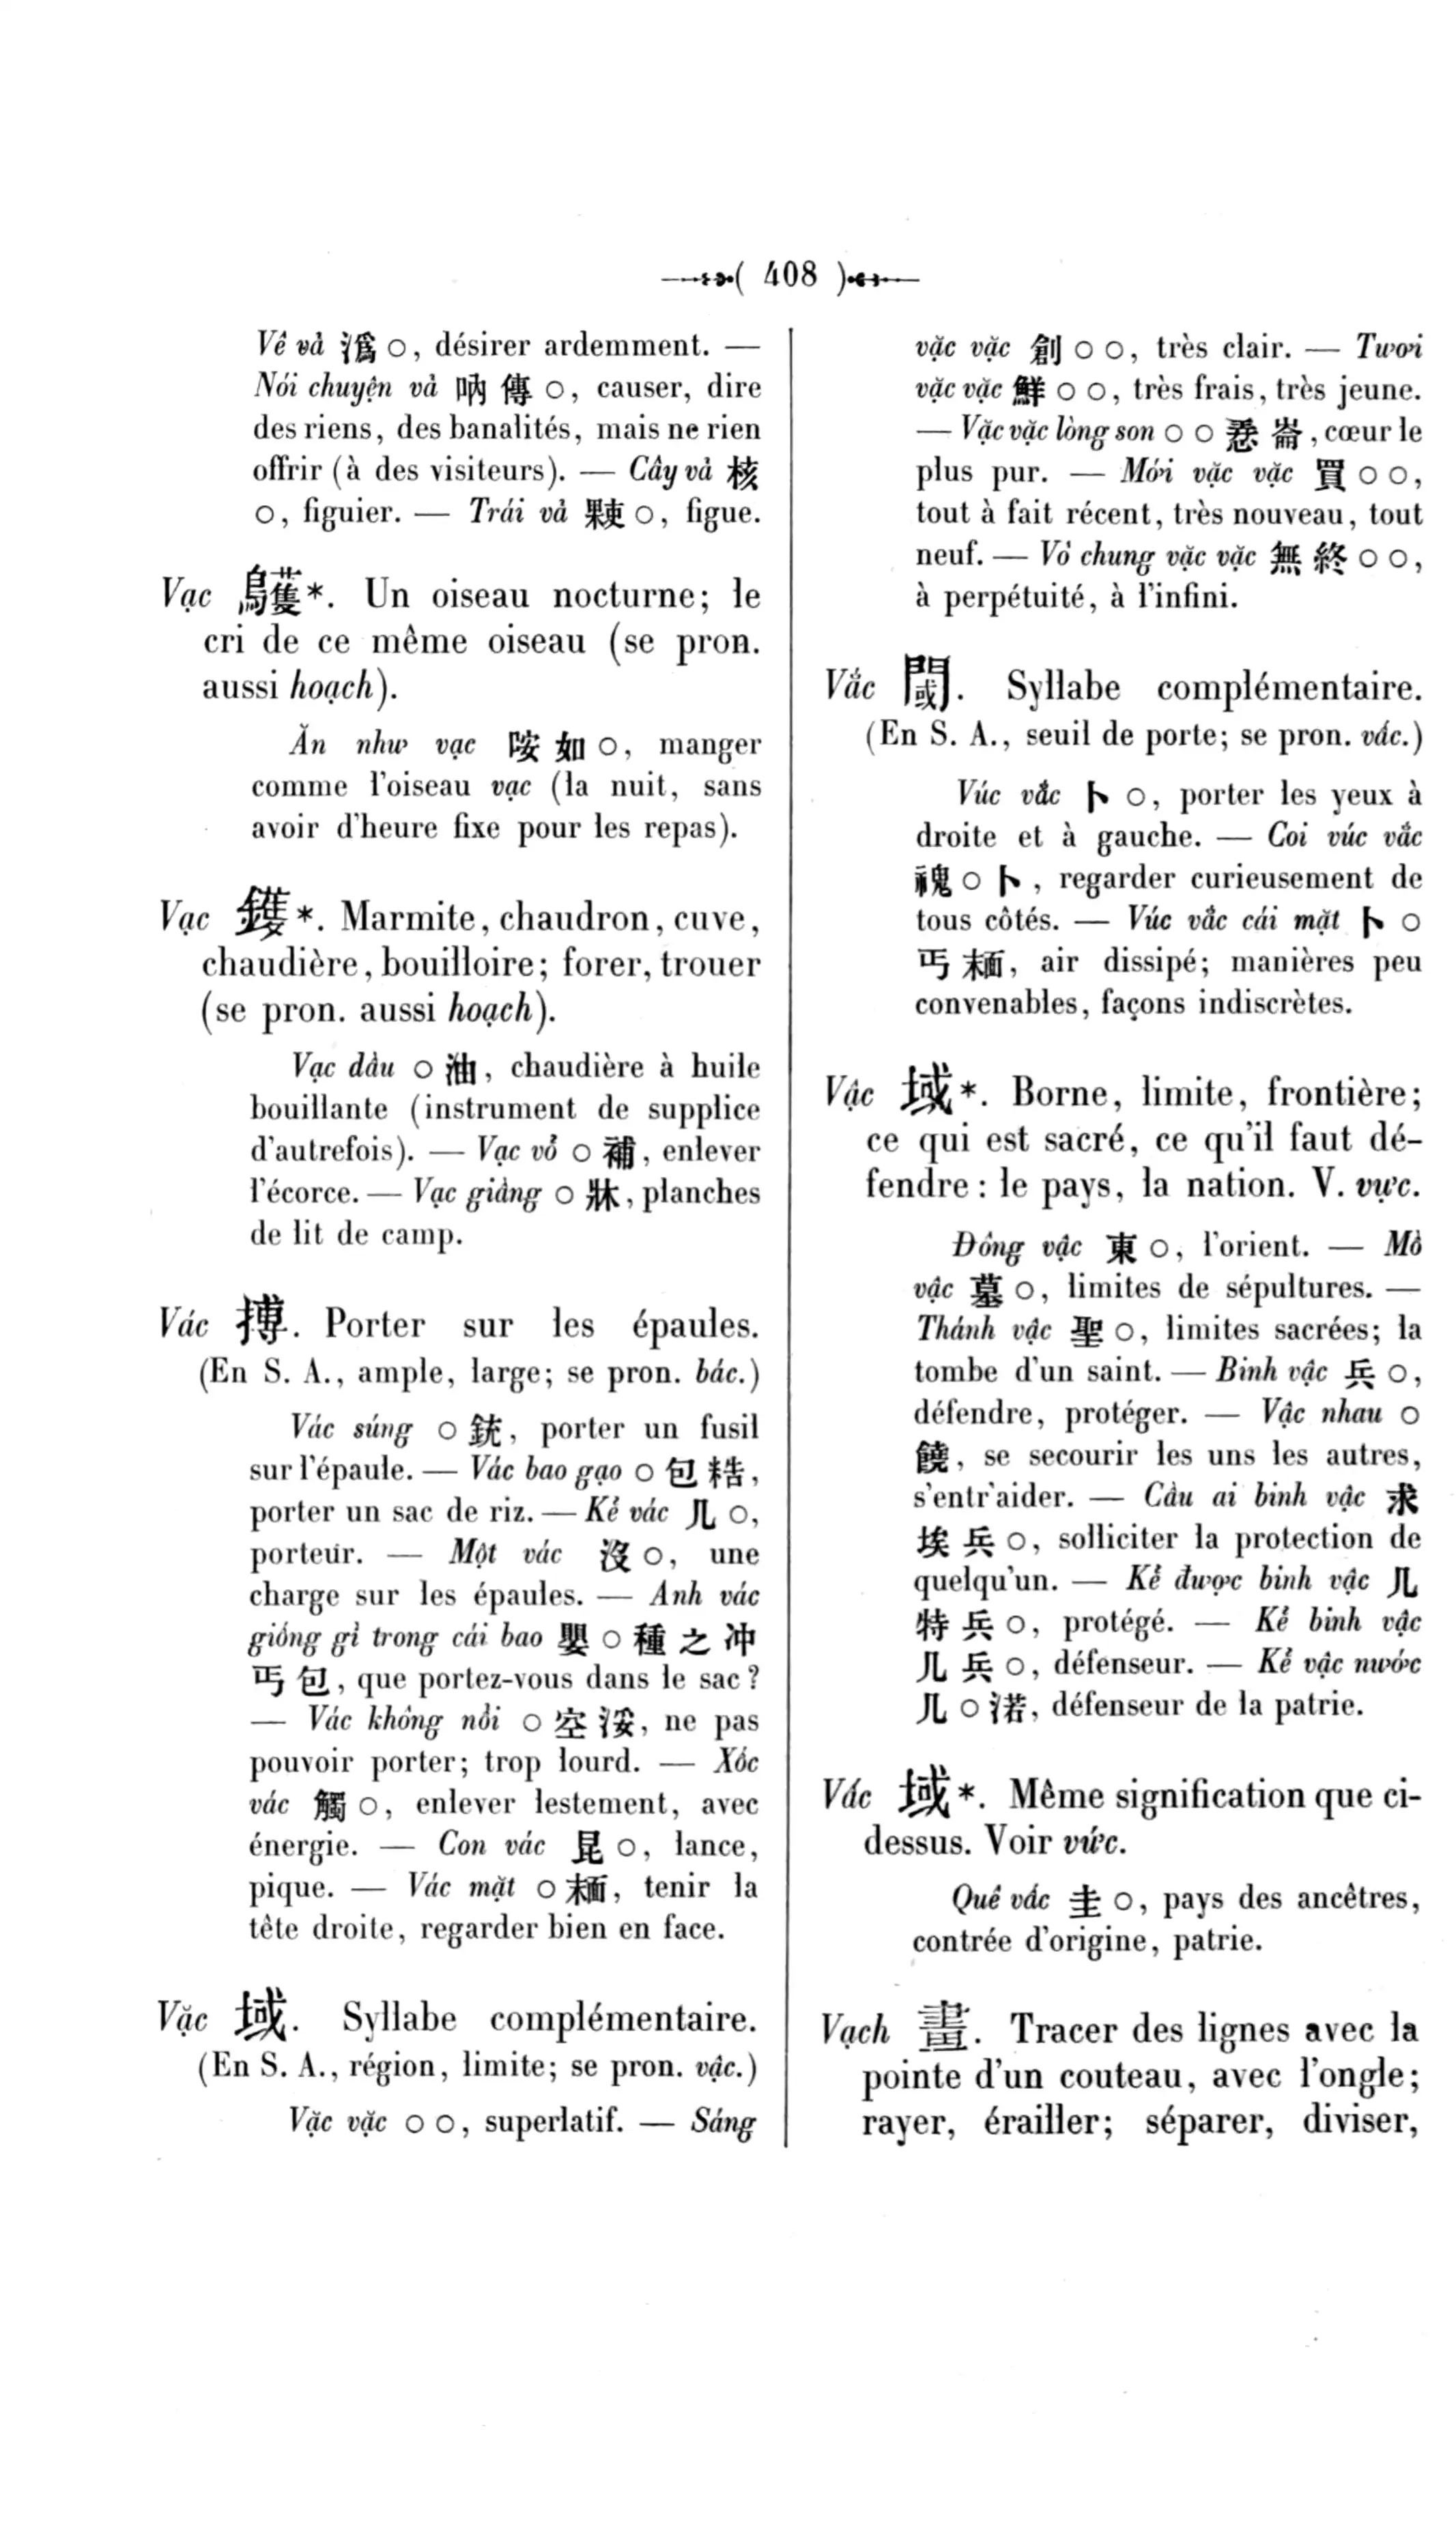 ( 408 )
Vê vả 潙 ○, désirer ardemment. —
Nói chuyện vả 吶 傳 ○, causer, dire
des riens, des banalités, mais ne rien
offrir (à des visiteurs). — Cây vả 核
○, figuier. — Trái vả ○, figue.
Vạc *. Un oiseau nocturne; le
cri de ce même oiseau (se pron.
aussi hoạch).
Ăn như vạc 咹 如 ○, manger
comme l'oiseau vạc (la nuit, sans
avoir d'heure fixe pour les repas).
Vạc 鑊 *. Marmite, chaudron, cuve,
chaudière, bouilloire; forer, trouer
(se pron. aussi hoạch).
Vạc dầu ○ 油, chaudière à huile
bouillante (instrument de supplice
d'autrefois). — Vạc vỏ ○ 補, enlever
l'écorce. — Vạc giường ○ 牀, planches
de lit de camp.
Vác 搏. Porter sur les épaules.
(En S. A., ample, large; se pron. bác.)
Vác súng ○ 銃, porter un fusil
sur l'épaule. — Vác bao gạo ○ 包 𥽌,
porter un sac de riz. — Kẻ vác 几 ○,
porteur. — Một vác 沒 ○, une
charge sur les épaules. — Anh vác
giống gì trong cái bao 嬰 ○ 種 之 冲
丐 包, que portez-vous dans le sac?
— Vác không nổi ○ 空 浽, ne pas
pouvoir porter; trop lourd. — Xóc
vác 觸 ○, enlever lestement, avec
énergie. — Con vác 昆 ○, lance,
pique. — Vác mặt ○ 𩈘, tenir la
tête droite, regarder bien en face.
Vặc 域. Syllabe complémentaire.
(En S. A., région, limite; se pron. vậc.)
Vặc vặc ○ ○, superlatif. — Sáng
vặc vặc 創 ○ ○, très clair. — Tươi
vặc vặc 鮮 ○ ○, très frais, très jeune.
— Vặc vặc lòng son ○ ○ 崙, cœur le
plus pur. — Mới vặc vặc 買 ○ ○,
tout à fait récent, très nouveau, tout
neuf. — Vô chung vặc vặc 無 終 ○ ○,
à perpétuité, à l'infini.
Vắc 閾. Syllabe complémentaire.
(En S. A., seuil de porte; se pron. vấc.)
Vúc vắc 卜 ○, porter les yeux à
droite et à gauche. — Coi vúc vắc
○ 卜, regarder curieusement de
tous côtés. — Vúc vắc cái mặt 卜 ○
丐 𩈘, air dissipé; manières peu
convenables, façons indiscrètes.
Vậc 域 *. Borne, limite, frontière;
ce qui est sacré, ce qu'il faut dé-
fendre: le pays, la nation. V. vực.
Đông vậc 東 ○, l'orient. — Mồ
vậc 墓 ○, limites de sépultures. —
Thánh vậc 聖 ○, limites sacrées; la
tombe d'un saint. — Binh vậc 兵 ○,
défendre, protéger. — Vậc nhau ○
饒, se secourir les uns les autres,
s'entr'aider. — Cầu ai binh vậc 求
埃 兵 ○, solliciter la protection de
quelqu'un. — Kẻ được binh vậc 几
特 兵 ○, protégé. — Kẻ binh vậc
几 兵 ○, défenseur. — Kẻ vậc nước
几 ○ 渃, défenseur de la patrie.
Vấc 域 *. Même signification que ci-
dessus. Voir vức.
Quê vấc 圭 ○, pays des ancêtres,
contrée d'origine, patrie.
Vạch 畫. Tracer des lignes avec la
pointe d'un couteau, avec l'ongle;
rayer, érailler; séparer, diviser,